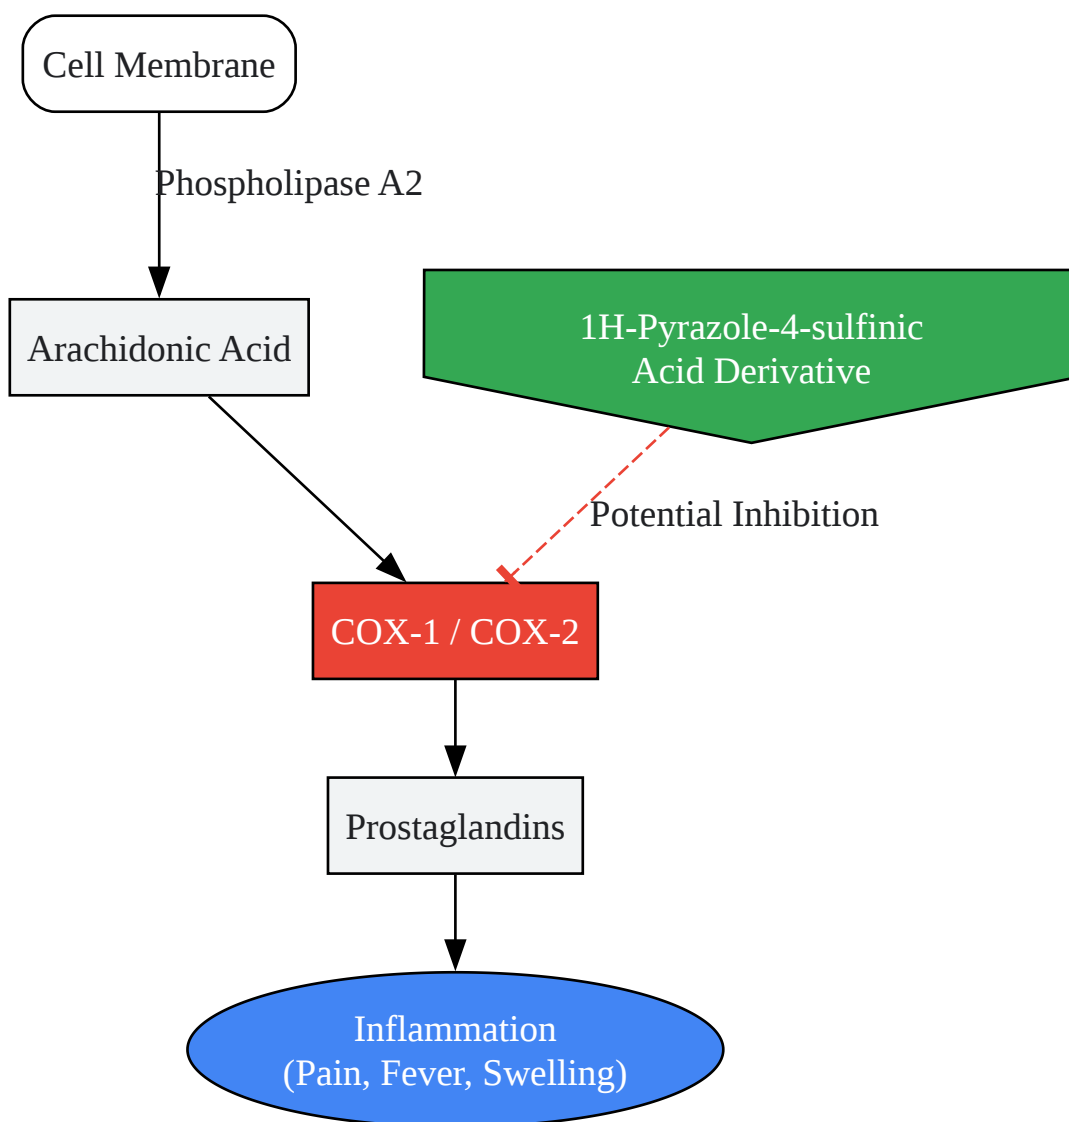 Cell Membrane
Phospholipase A2
Arachidonic Acid
1H-Pyrazole-4-sulfinic
Acid Derivative
Potential Inhibition
COX-1 / COX-2
Prostaglandins
Inflammation
(Pain, Fever, Swelling)